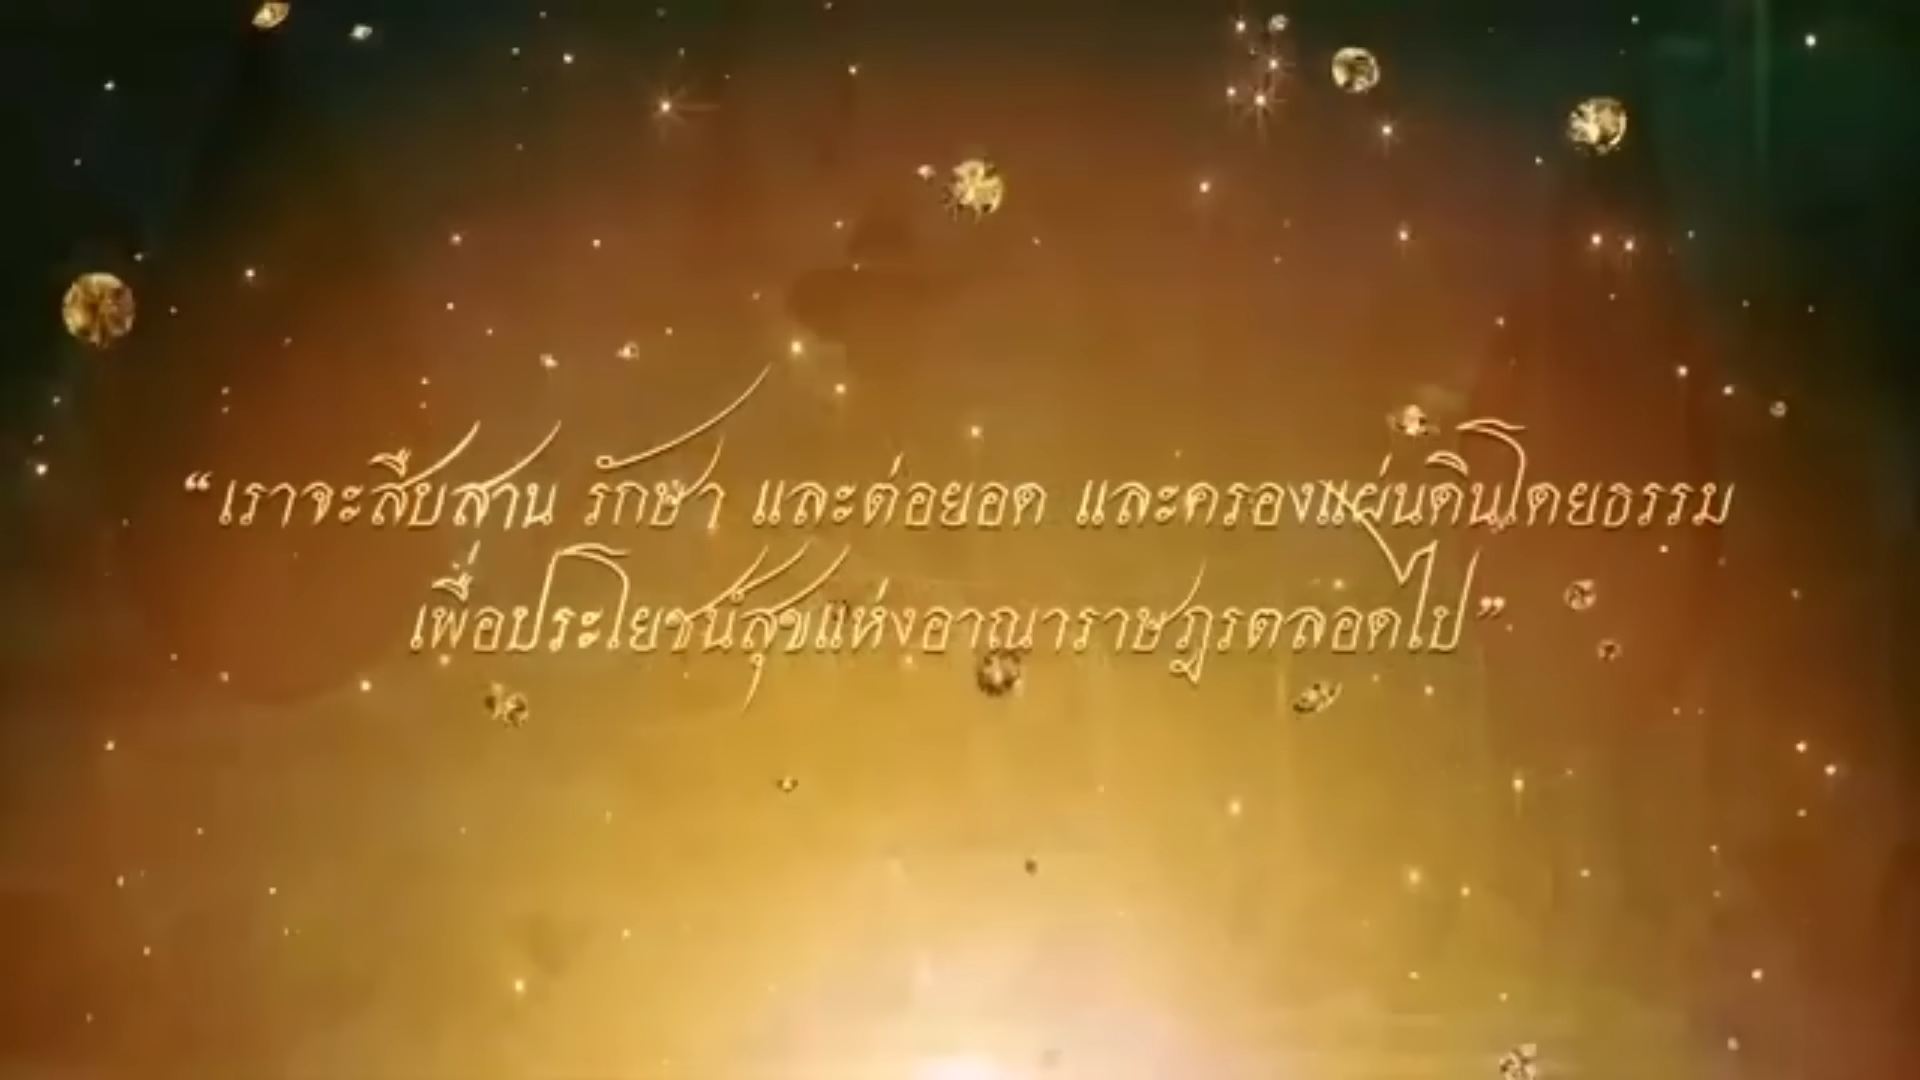 “เราจะสืบสาน รักษา และต่อยอด และครองแผ่นดินโดยธรรม
เพื่อประโยชน์สุขแห่งอาณาราษฎรตลอดไป”